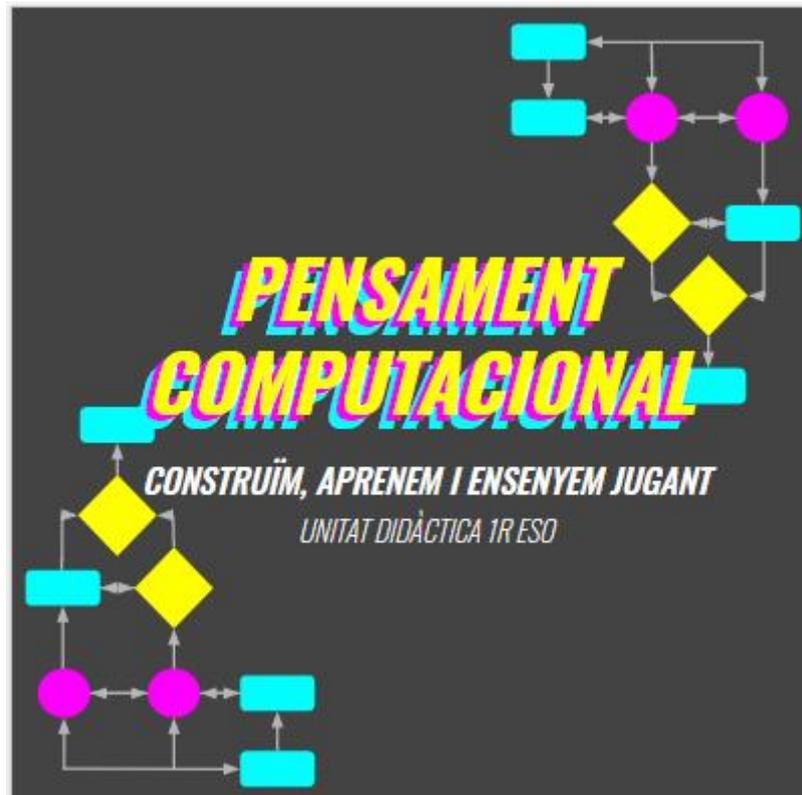 PENSAMENT
COMPUTACIONAL
CONSTRUÏM, APRENEM I ENSENYEM JUGANT
UNITAT DIDÀCTICA 1R ESO